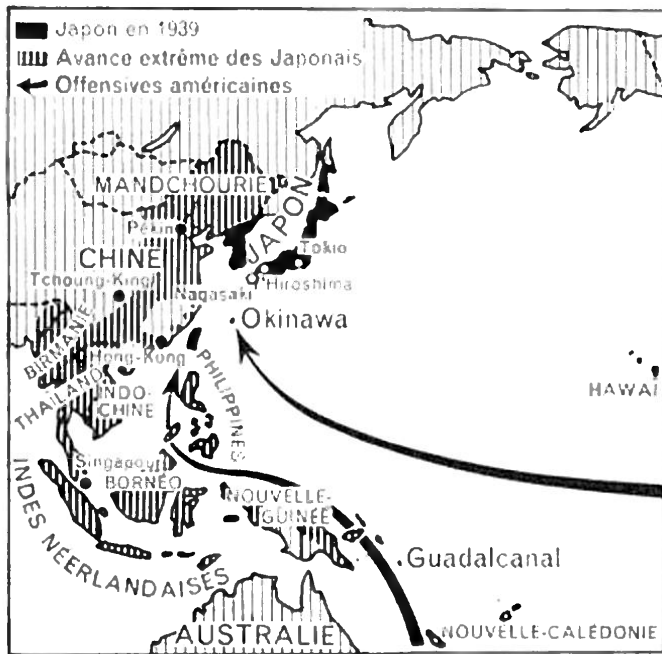 Japon en 1939
Avance extrême des Japonais
Offensives américaines
MANDCHOURIE
JAPON
Pékin
CHINE
Tokio
Hiroshima
Tchoung-King
Nagasaki
Okinawa
BIRMANIE
Hong-Kong
THAILAND
INDO-
CHINE
PHILIPPINES
HAWAI
Singapour
BORNÉO
NOUVELLE-
GUINÉE
INDES NÉERLANDAISES
Guadalcanal
AUSTRALIE
NOUVELLE-CALÉDONIE